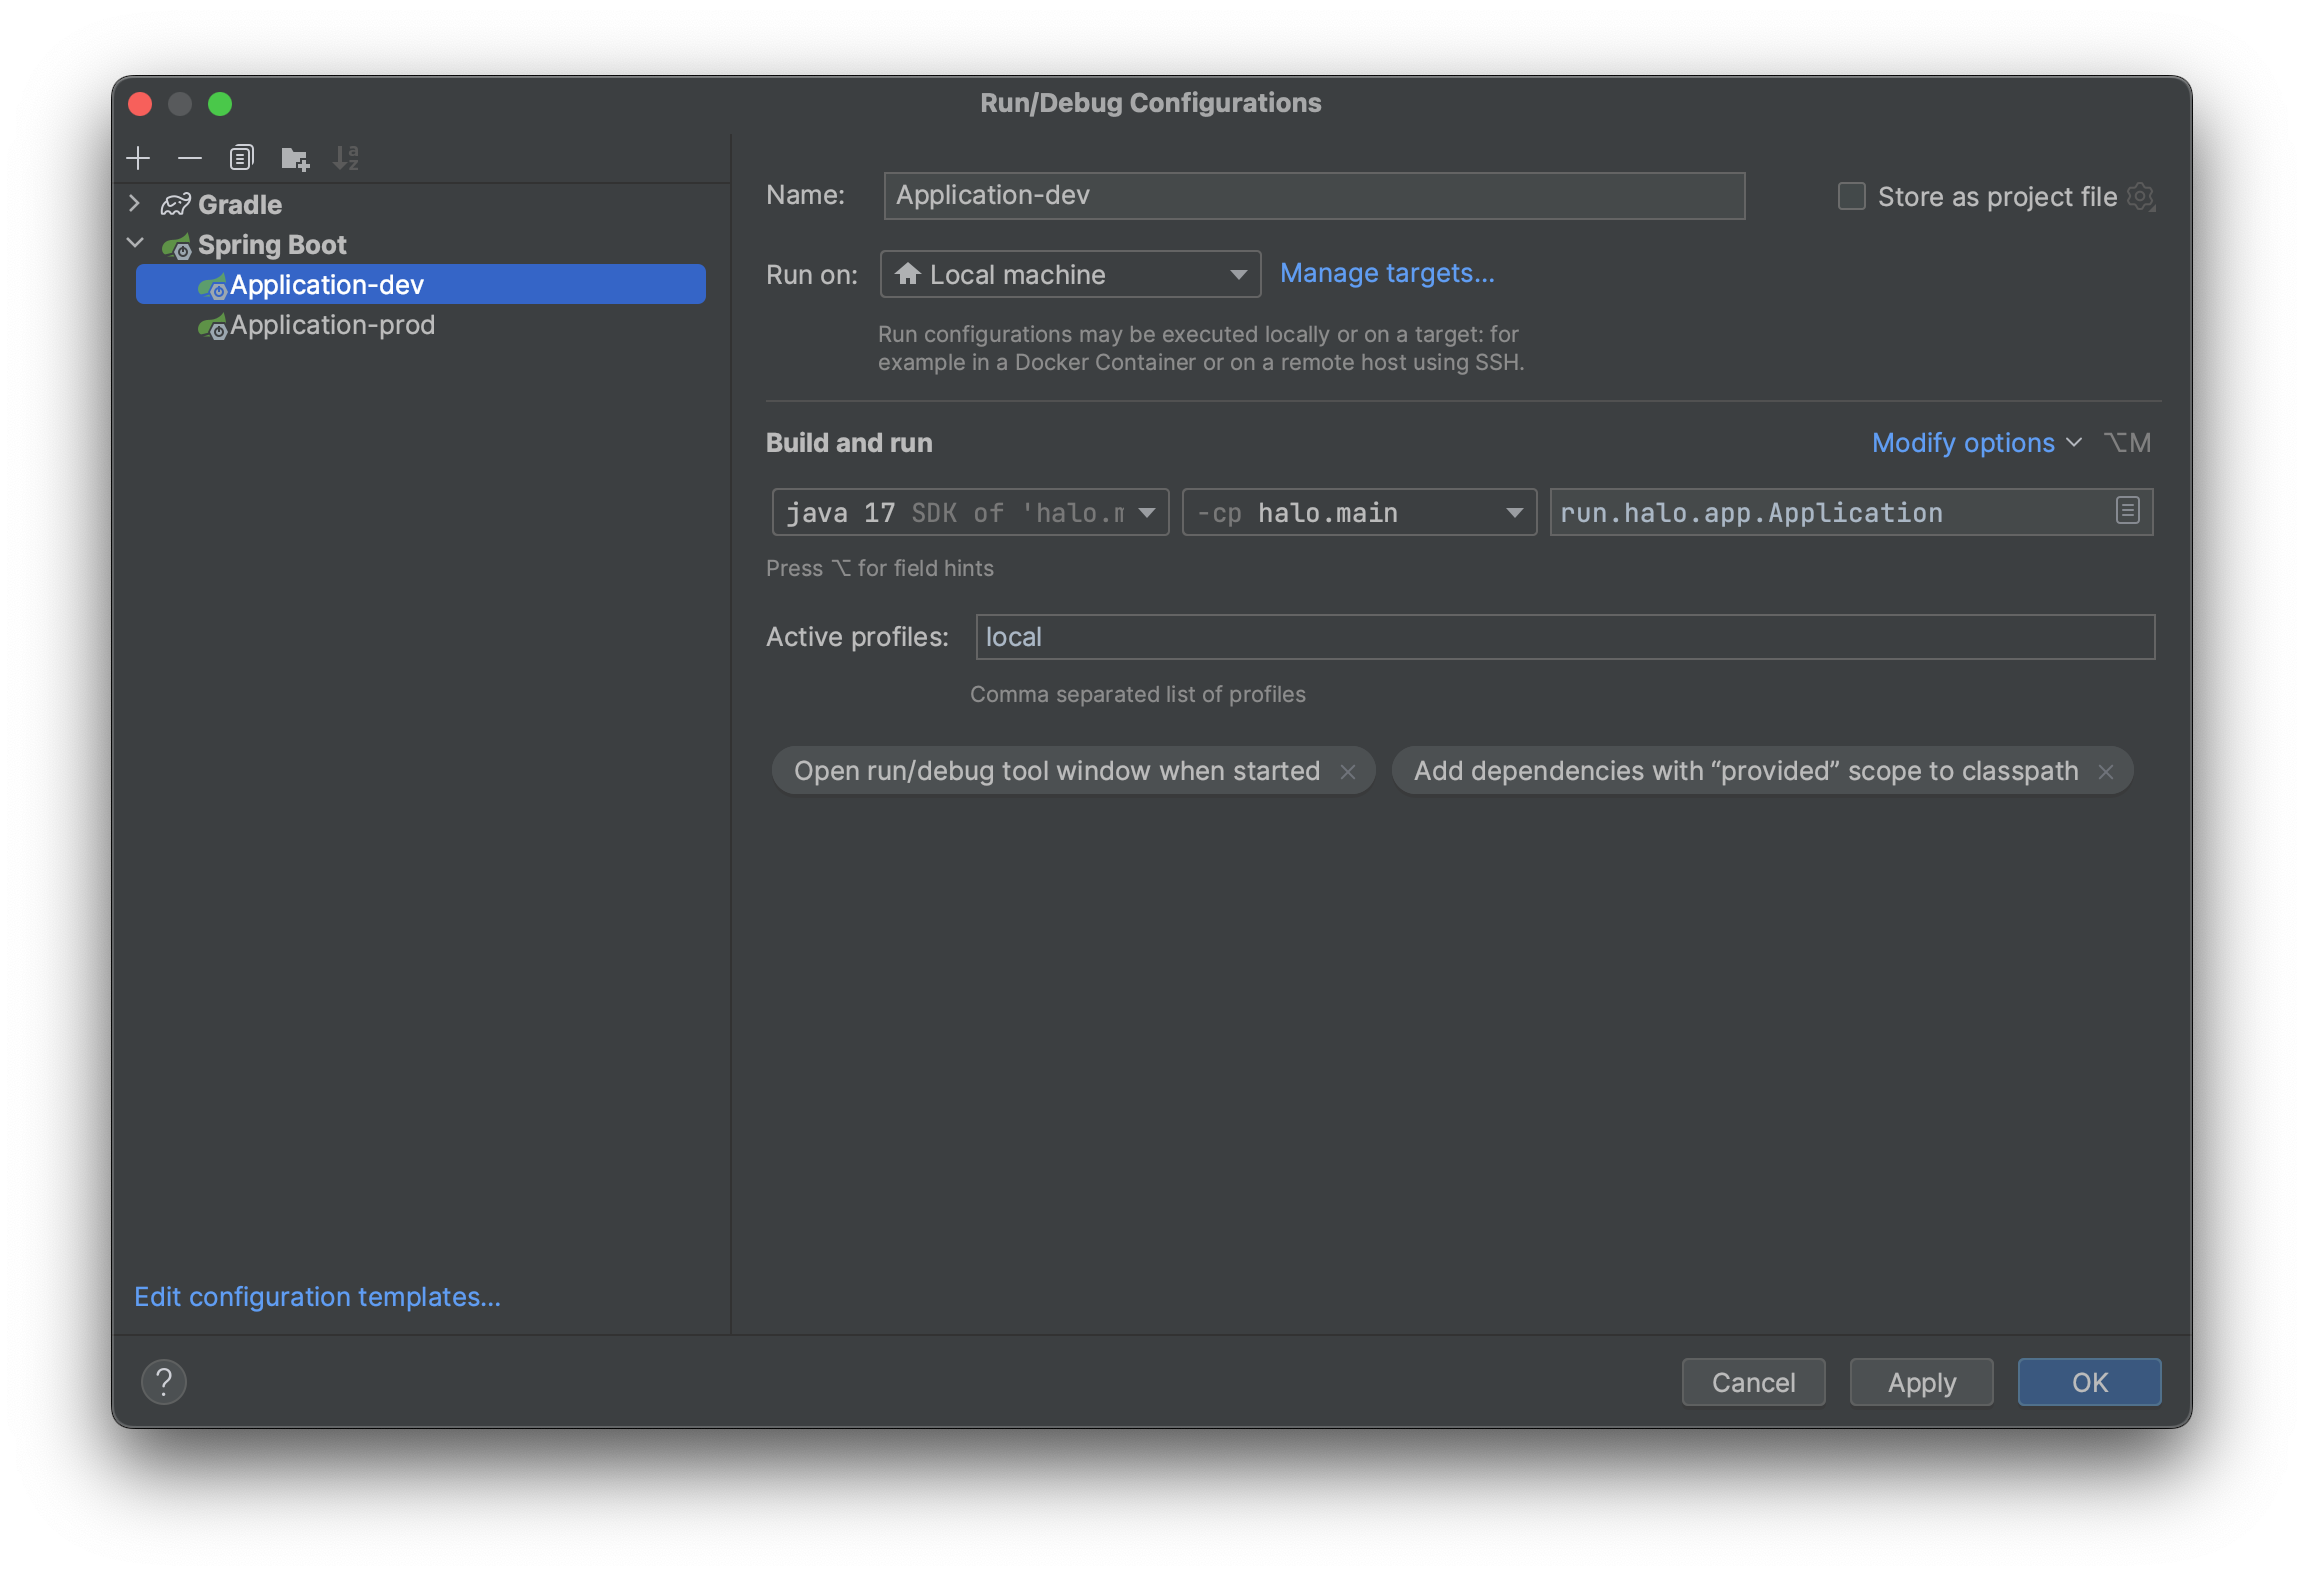 Run/Debug Configurations
Gradle
Spring Boot
Application-dev
Application-prod
Edit configuration templates...
Name:
Application-dev
Store as project file
Run on:
Local machine
Manage targets...
Run configurations may be executed locally or on a target: for
example in a Docker Container or on a remote host using SSH.
Build and run
Modify options
⌥M
java 17 SDK of 'halo.m
-cp halo.main
run.halo.app.Application
Press ⌥ for field hints
Active profiles:
local
Comma separated list of profiles
Open run/debug tool window when started ×
Add dependencies with “provided” scope to classpath ×
?
Cancel
Apply
OK